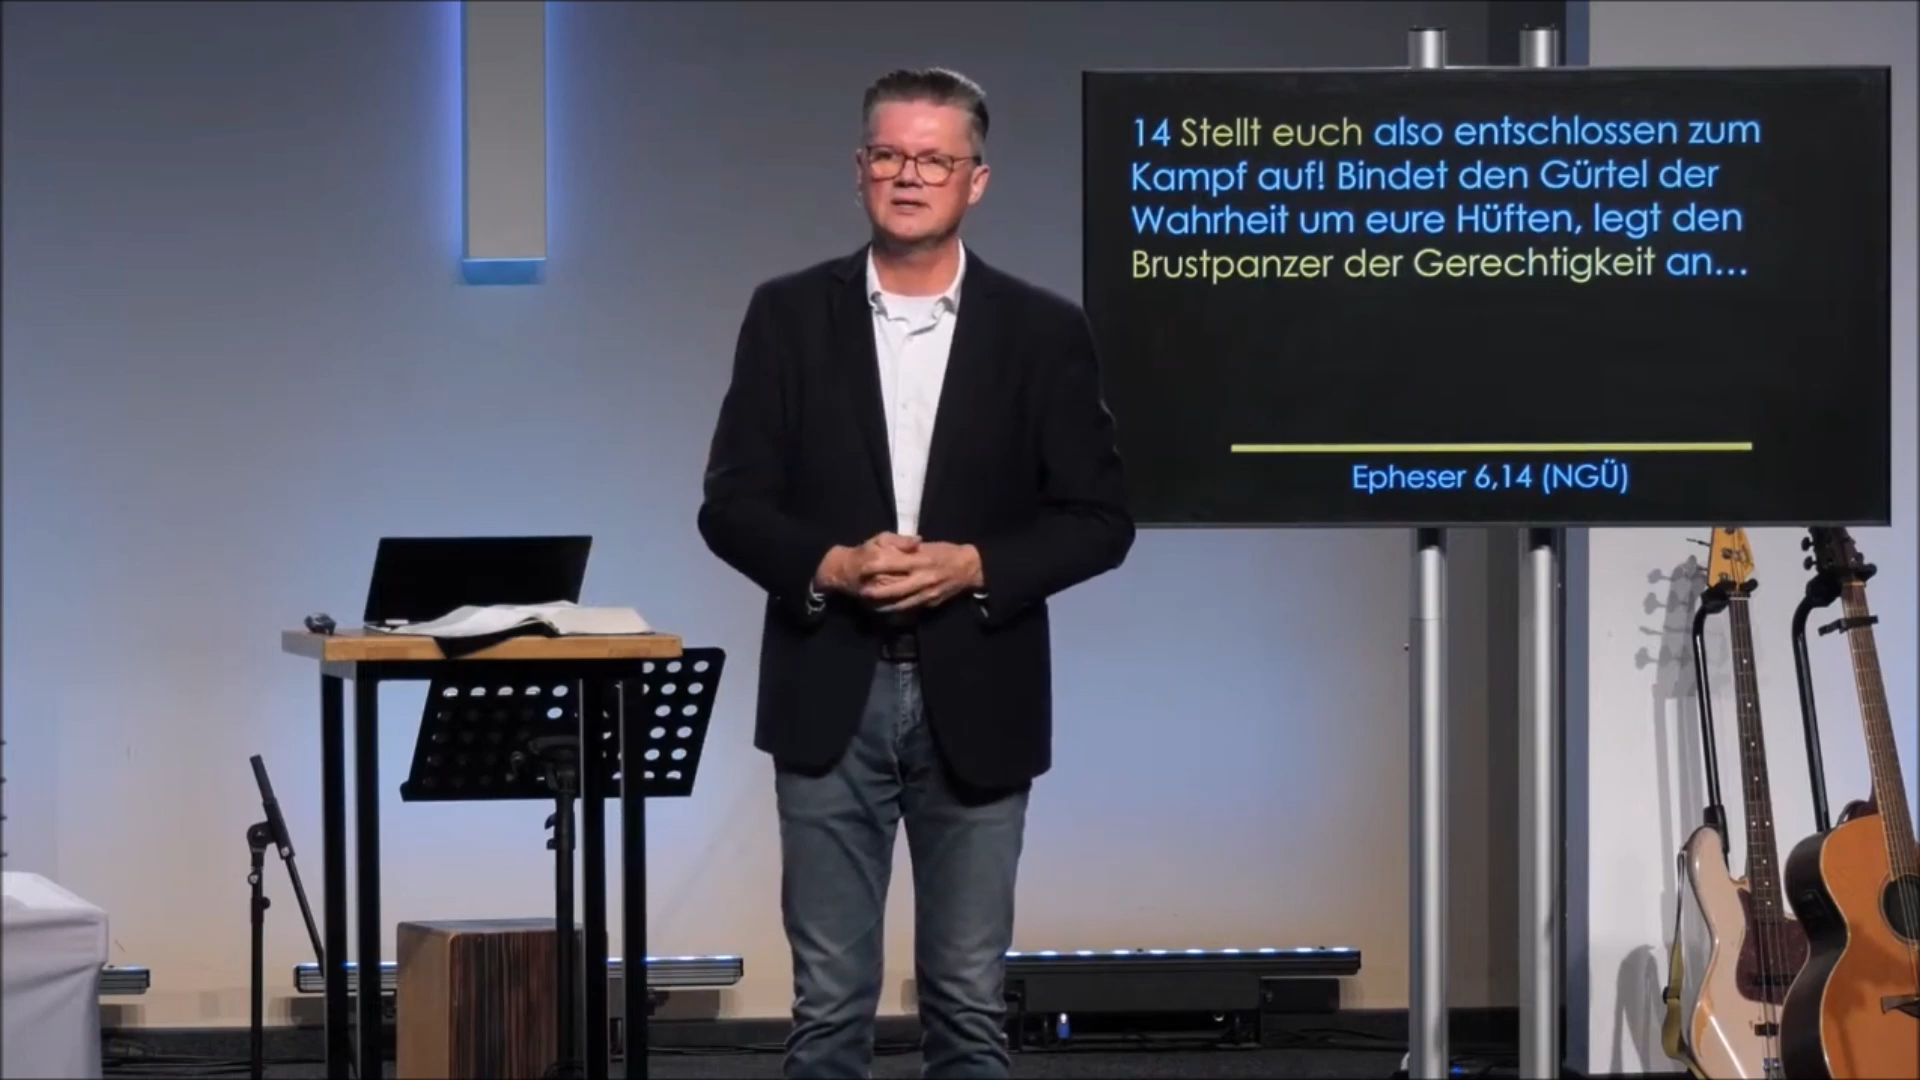 14 Stellt euch also entschlossen zum
Kampf auf! Bindet den Gürtel der
Wahrheit um eure Hüften, legt den
Brustpanzer der Gerechtigkeit an...
Epheser 6,14 (NGÜ)